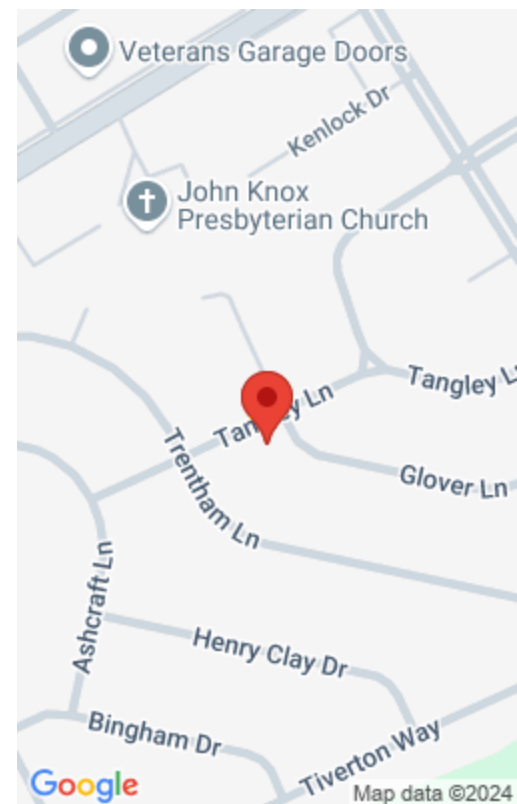 Veterans Garage Doors
Kenlock Dr
John Knox
Presbyterian Church
Tangley Ln
Tangley L
Glover Ln
Trentham Ln
Ashcraft Ln
Henry Clay Dr
Bingham Dr
Tiverton Way
Google
Map data ©2024